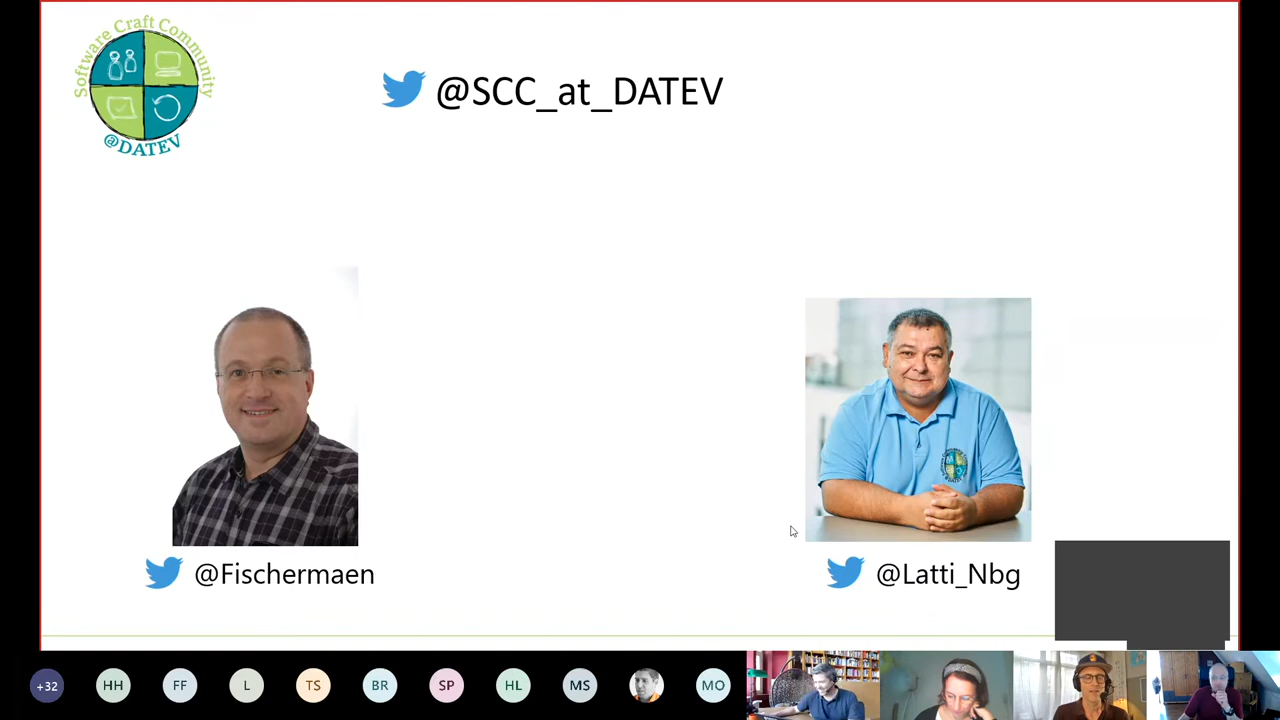 Software Craft Community
@DATEV
@SCC_at_DATEV
@Fischermaen
@Latti_Nbg
+32
HH
FF
L
TS
BR
SP
HL
MS
MO